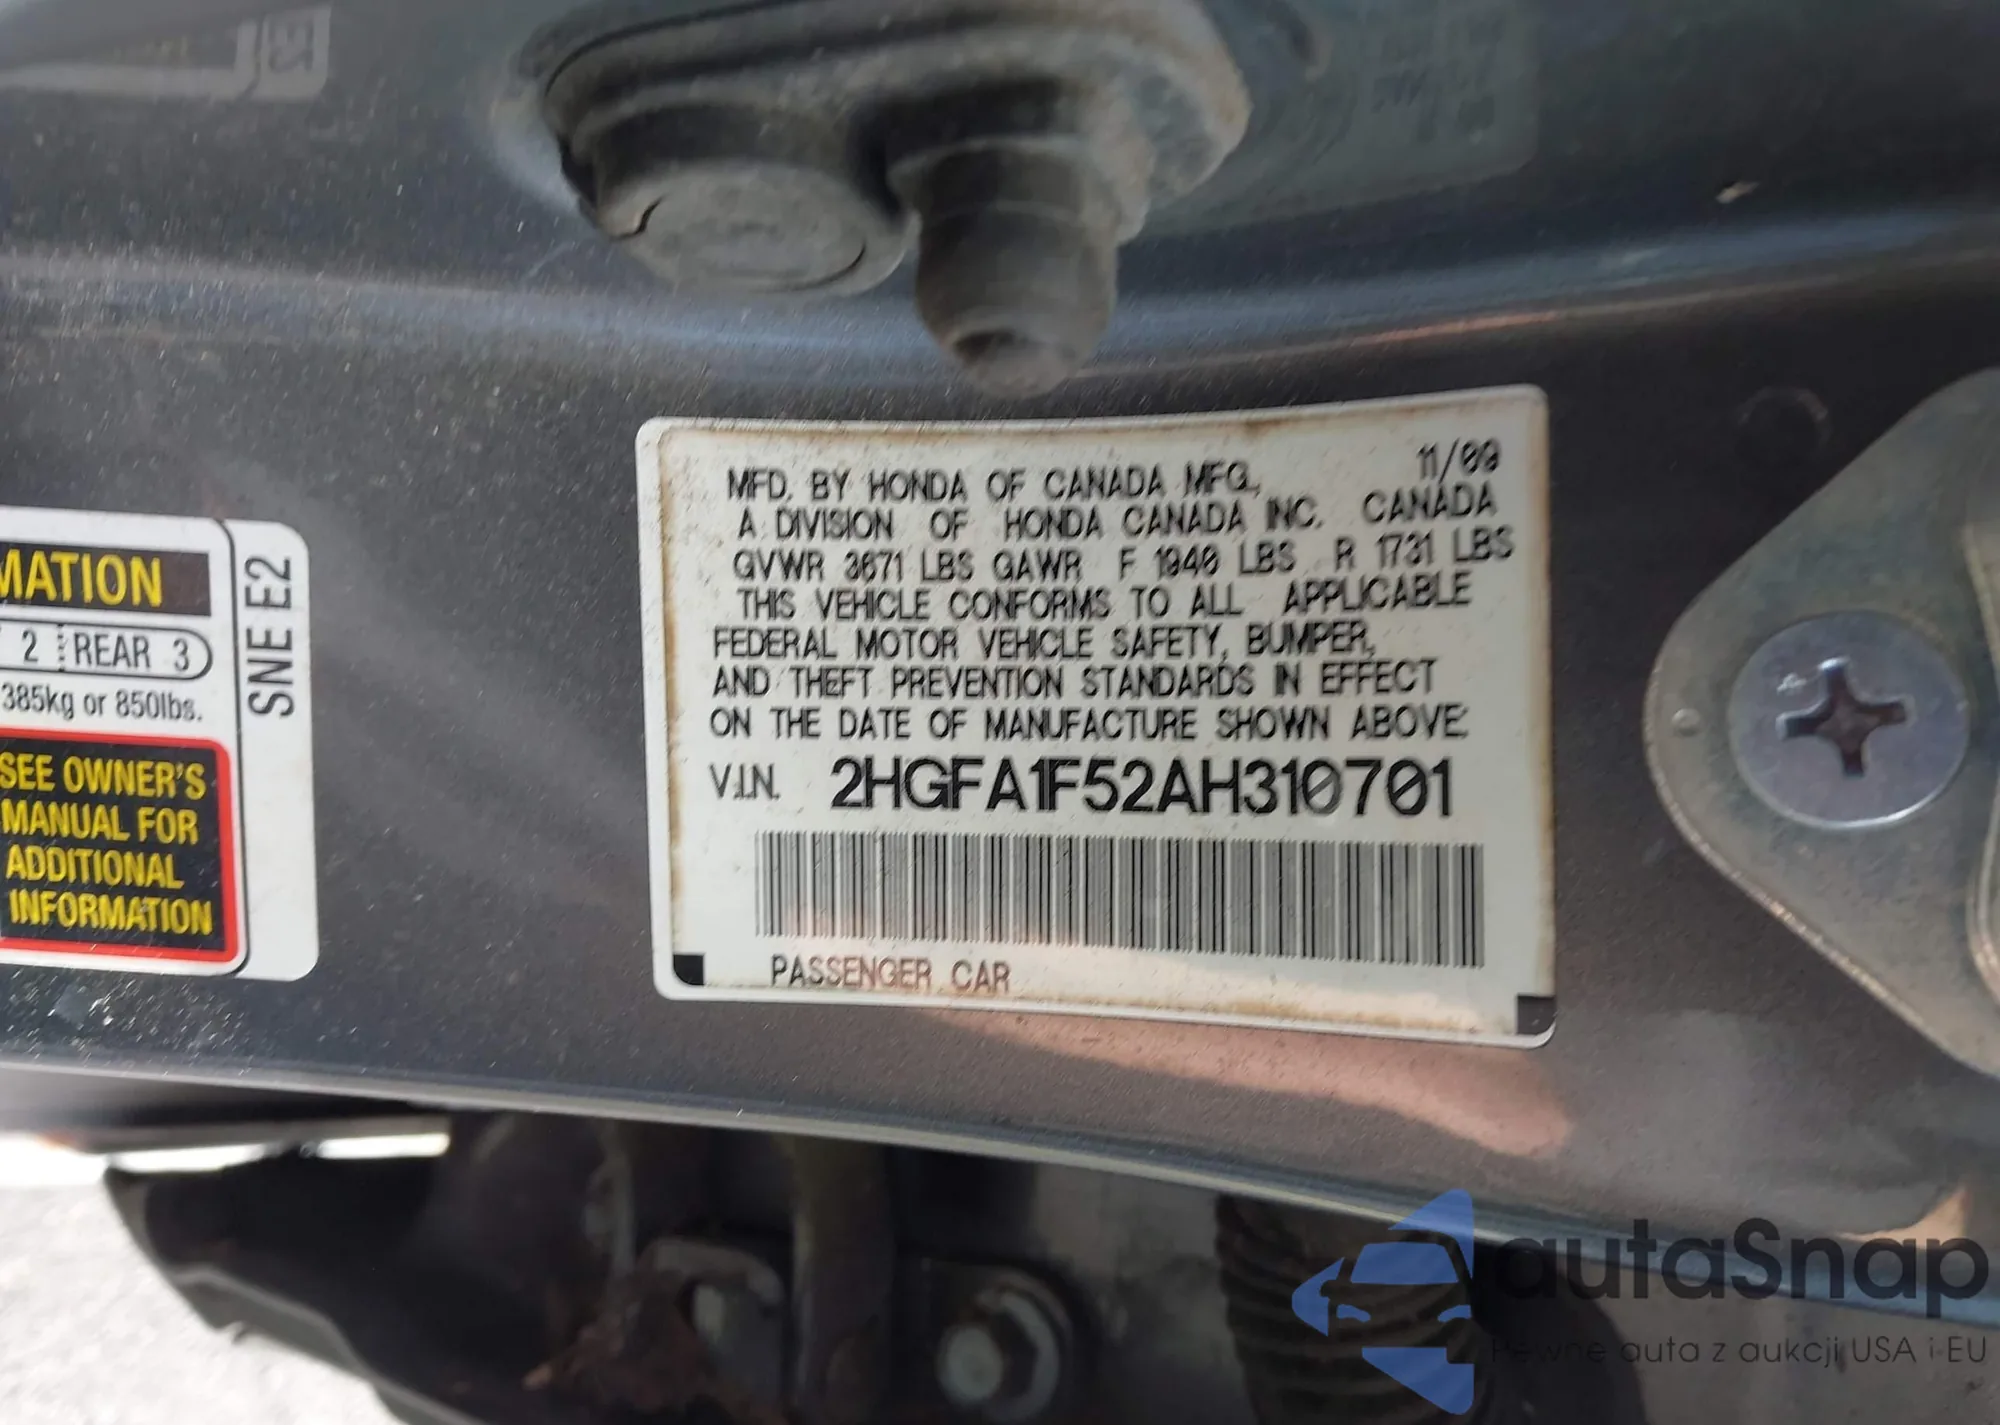 MATION
2 REAR 3
385kg or 850lbs.
SEE OWNER'S
MANUAL FOR
ADDITIONAL
INFORMATION
SNE E2
11/09
MFD. BY HONDA OF CANADA MFG.,
A DIVISION OF HONDA CANADA INC. CANADA
GVWR 3671 LBS GAWR F 1940 LBS R 1731 LBS
THIS VEHICLE CONFORMS TO ALL APPLICABLE
FEDERAL MOTOR VEHICLE SAFETY, BUMPER,
AND THEFT PREVENTION STANDARDS IN EFFECT
ON THE DATE OF MANUFACTURE SHOWN ABOVE:
V.I.N. 2HGFA1F52AH310701
PASSENGER CAR
autaSnap
Pewne auta z aukcji USA i EU